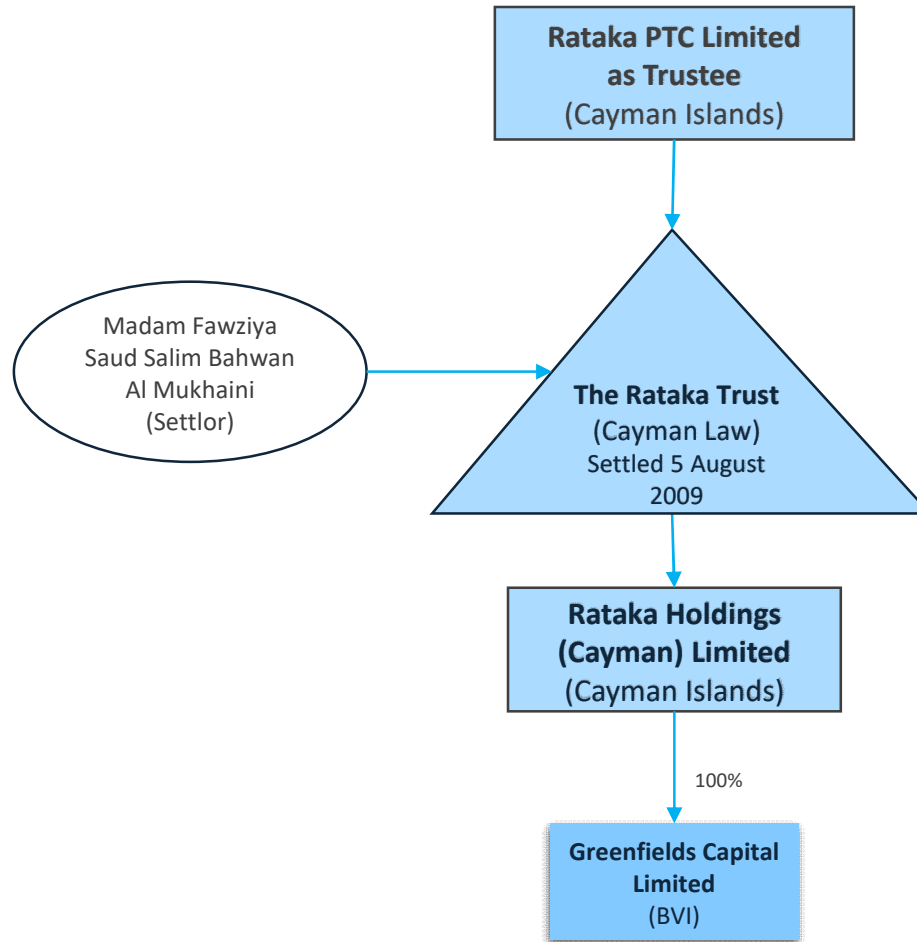 Rataka PTC Limited
as Trustee
(Cayman Islands)
Madam Fawziya
Saud Salim Bahwan
Al Mukhaini
(Settlor)
The Rataka Trust
(Cayman Law)
Settled 5 August
2009
Rataka Holdings
(Cayman) Limited
(Cayman Islands)
100%
Greenfields Capital
Limited
(BVI)